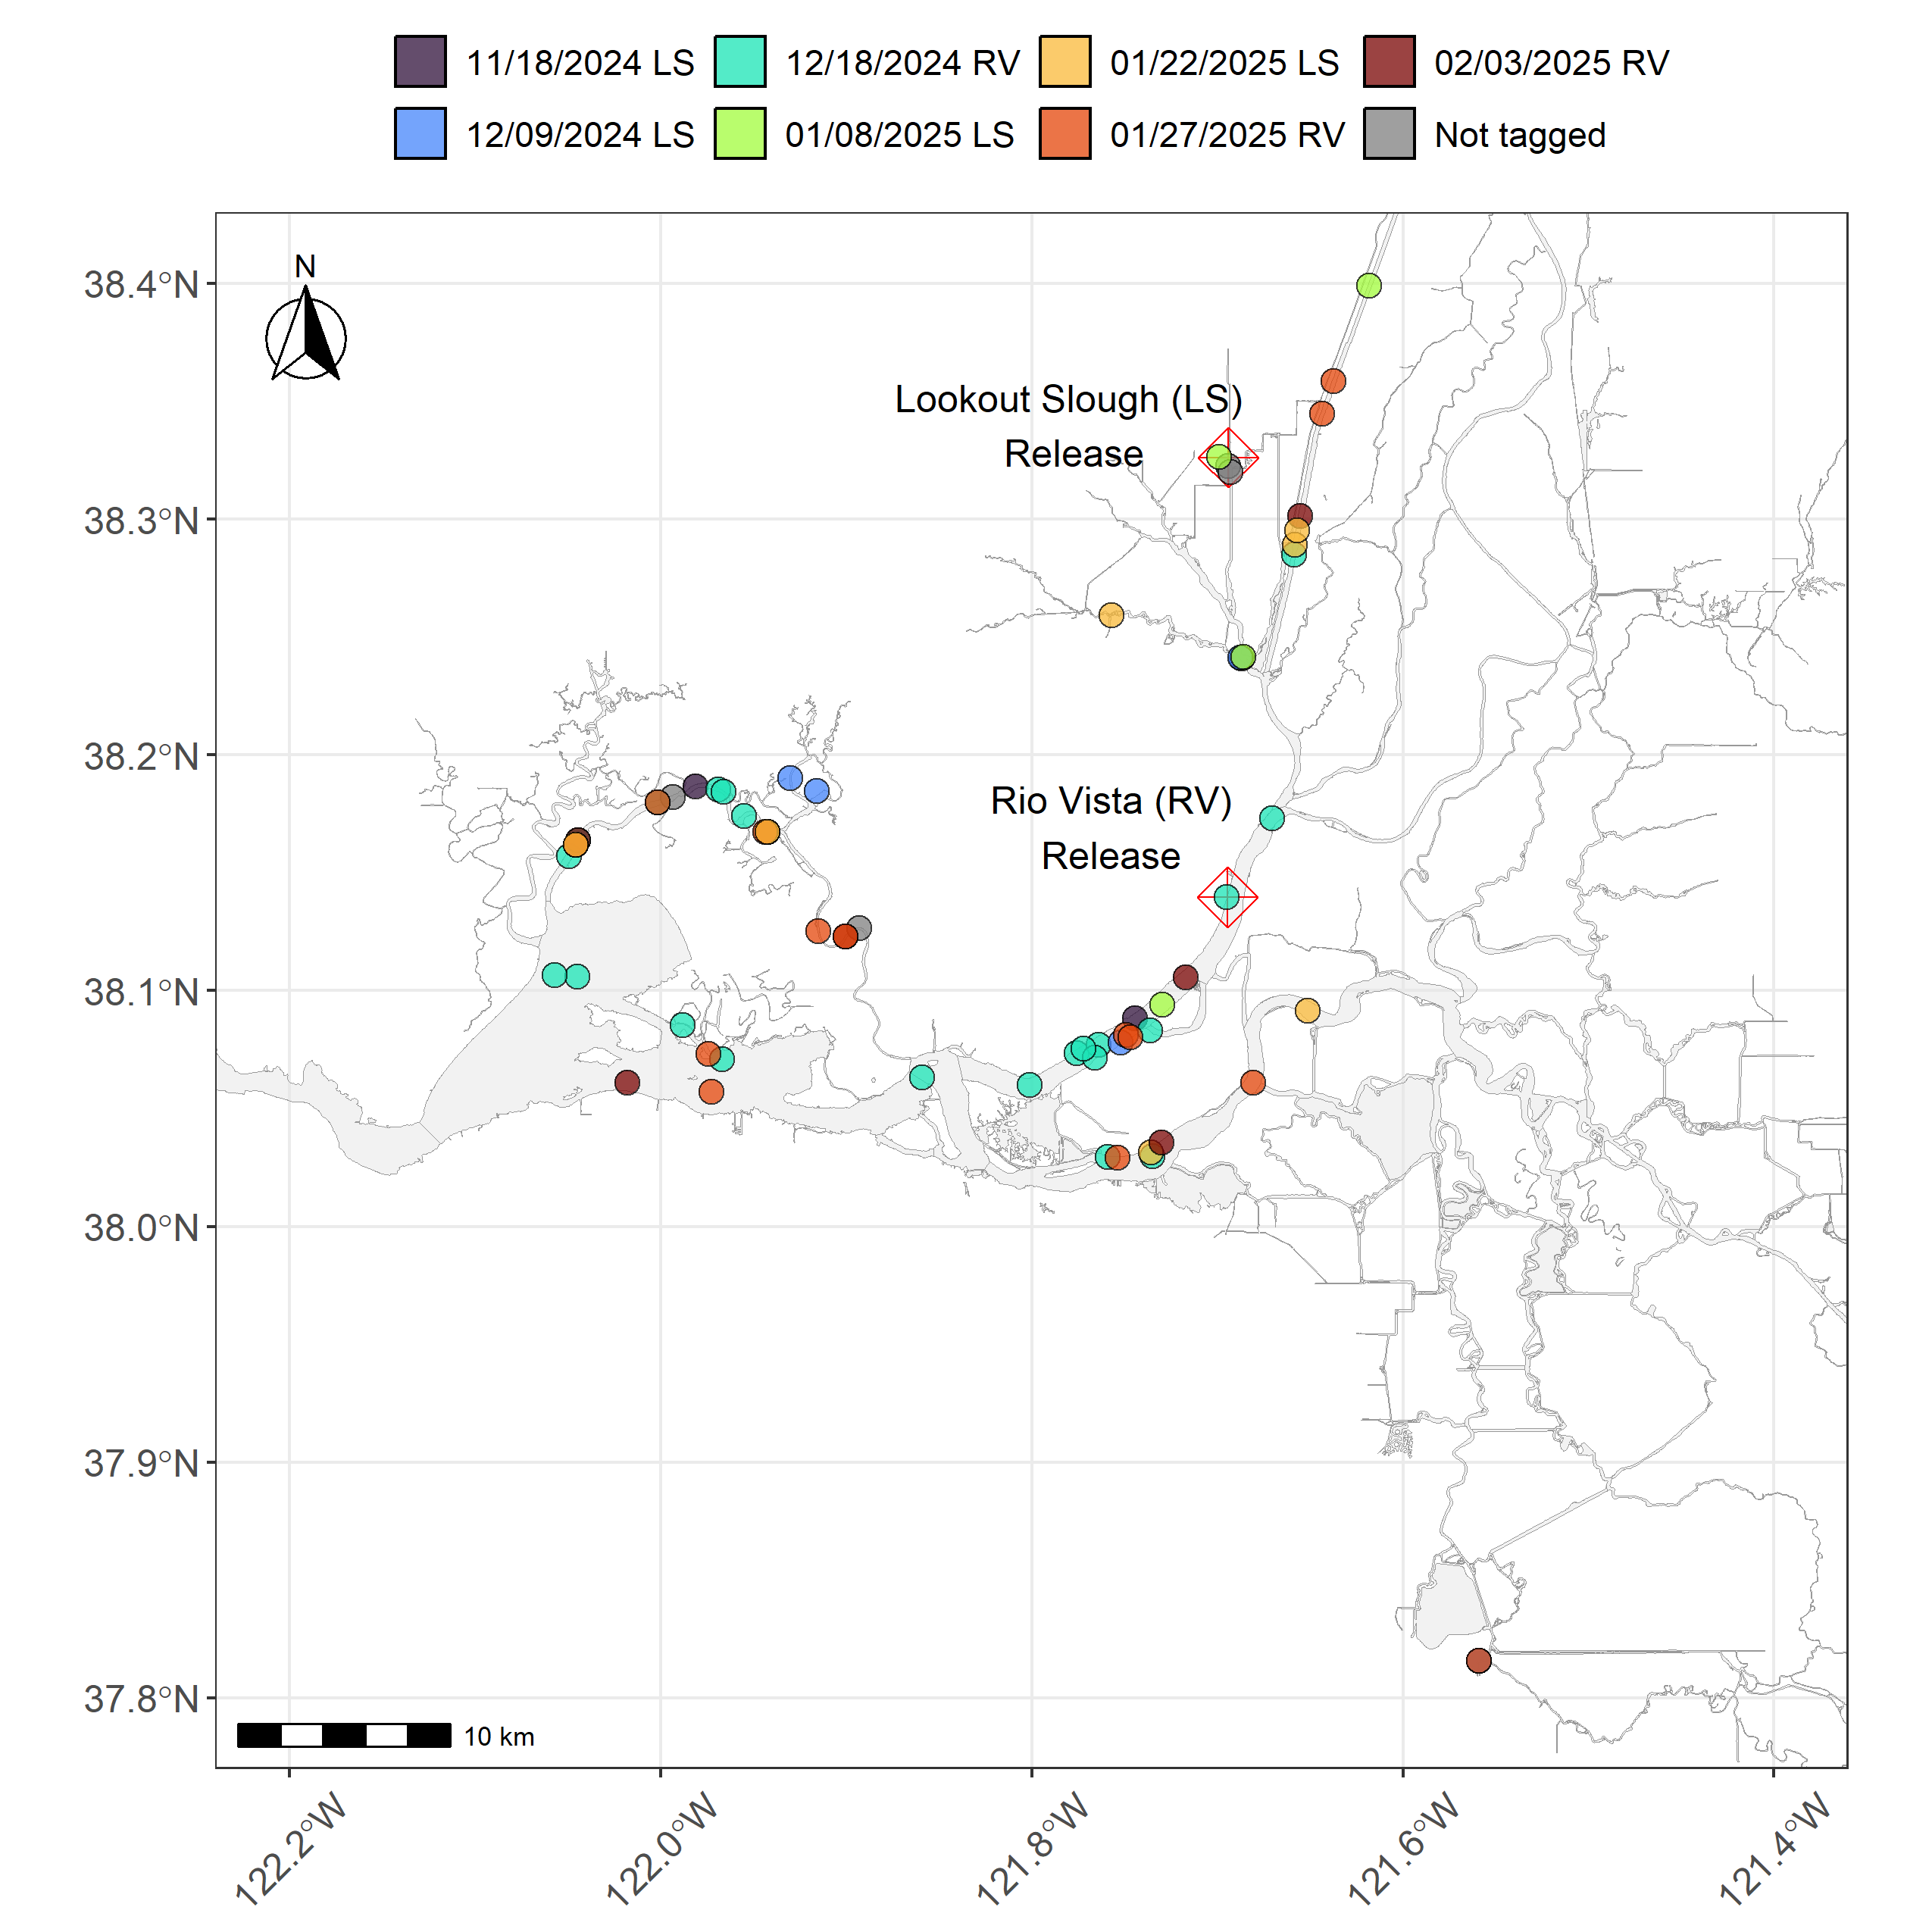 11/18/2024 LS
12/18/2024 RV
01/22/2025 LS
02/03/2025 RV
12/09/2024 LS
01/08/2025 LS
01/27/2025 RV
Not tagged
N
38.4°N
Lookout Slough (LS)
Release
38.3°N
38.2°N
Rio Vista (RV)
Release
38.1°N
38.0°N
37.9°N
37.8°N
10 km
122.2°W
122.0°W
121.8°W
121.6°W
121.4°W